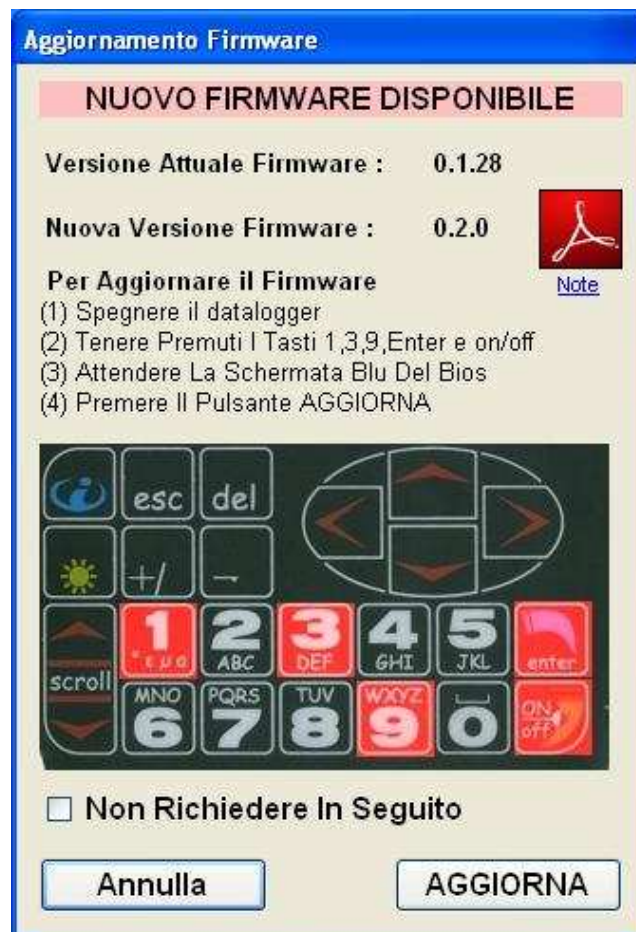 Aggiornamento Firmware
NUOVO FIRMWARE DISPONIBILE
Versione Attuale Firmware : 0.1.28
Nuova Versione Firmware : 0.2.0
Note
Per Aggiornare il Firmware
(1) Spegnere il datalogger
(2) Tenere Premuti I Tasti 1,3,9,Enter e on/off
(3) Attendere La Schermata Blu Del Bios
(4) Premere Il Pulsante AGGIORNA
i esc del
+/-
1 2 3 4 5
ABC DEF GHI JKL enter
scroll
MNO PQRS TUV WXYZ ON
6 7 8 9 0 off
Non Richiedere In Seguito
Annulla AGGIORNA